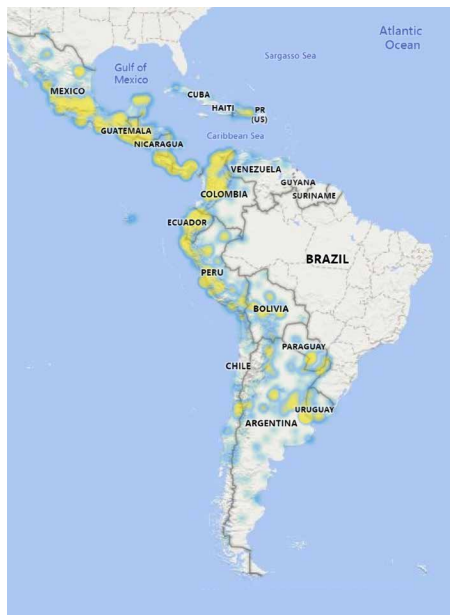 Atlantic
Ocean
Sargasso Sea
Gulf of
Mexico
MEXICO
CUBA
HAITI
PR
(US)
GUATEMALA
Caribbean Sea
NICARAGUA
VENEZUELA
GUYANA
SURINAME
COLOMBIA
ECUADOR
BRAZIL
PERU
BOLIVIA
PARAGUAY
CHILE
URUGUAY
ARGENTINA